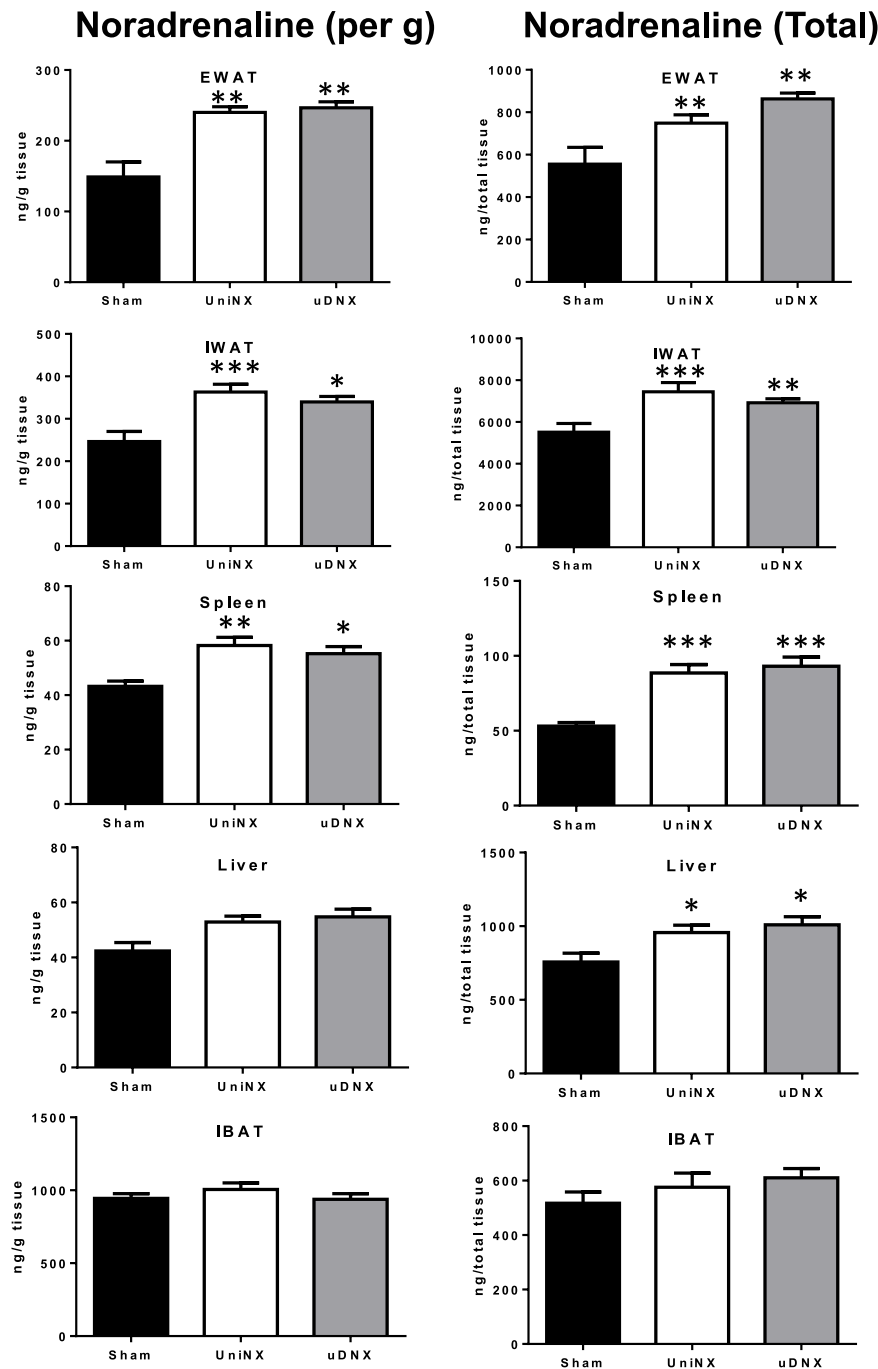 Noradrenaline (per g)
Noradrenaline (Total)
EWAT
** **
ng/g tissue
300
200
100
0
Sham UniNX uDNX
EWAT
** **
ng/total tissue
1000
800
600
400
200
0
Sham UniNX uDNX
IWAT
*** *
ng/g tissue
500
400
300
200
100
0
Sham UniNX uDNX
IWAT
*** **
ng/total tissue
10000
8000
6000
4000
2000
0
Sham UniNX uDNX
Spleen
** *
ng/g tissue
80
60
40
20
0
Sham UniNX uDNX
Spleen
*** ***
ng/total tissue
150
100
50
0
Sham UniNX uDNX
Liver
ng/g tissue
80
60
40
20
0
Sham UniNX uDNX
Liver
* *
ng/total tissue
1500
1000
500
0
Sham UniNX uDNX
IBAT
ng/g tissue
1500
1000
500
0
Sham UniNX uDNX
IBAT
ng/total tissue
800
600
400
200
0
Sham UniNX uDNX